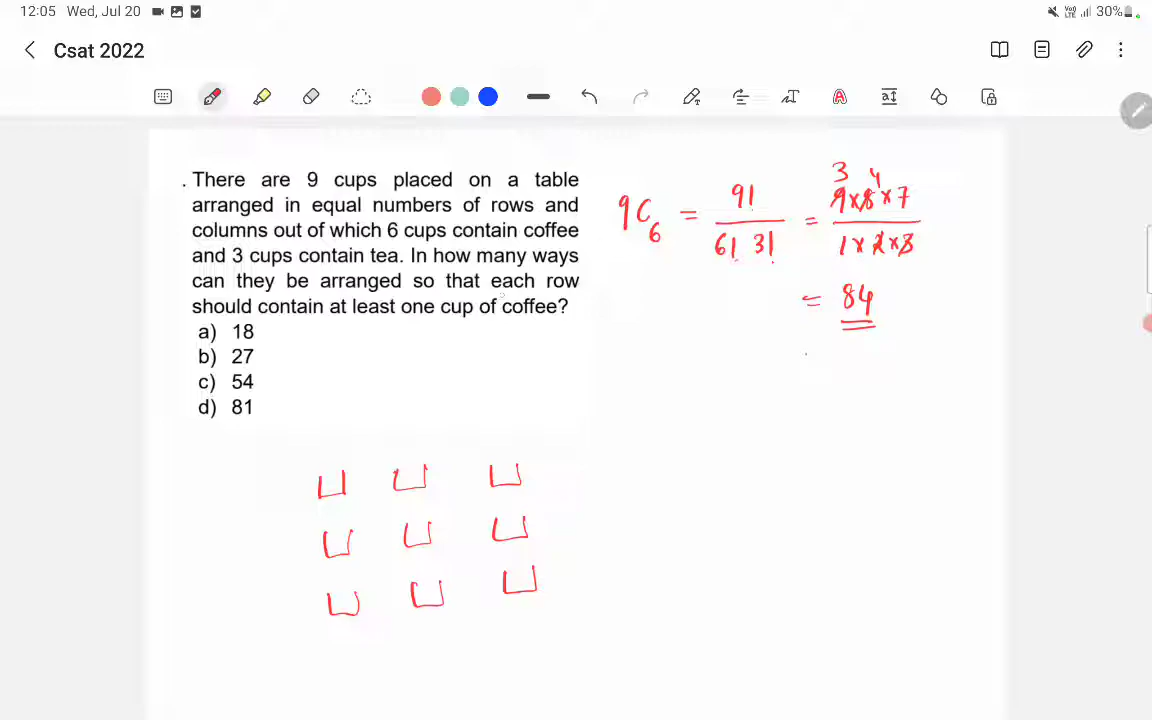 12:05 Wed, Jul 20
30%
Csat 2022
. There are 9 cups placed on a table
arranged in equal numbers of rows and
columns out of which 6 cups contain coffee
and 3 cups contain tea. In how many ways
can they be arranged so that each row
should contain at least one cup of coffee?
a) 18
b) 27
c) 54
d) 81
9C6 = 9! / 6! 3! = 9×8×7 / 1×2×3
3 4
= 84